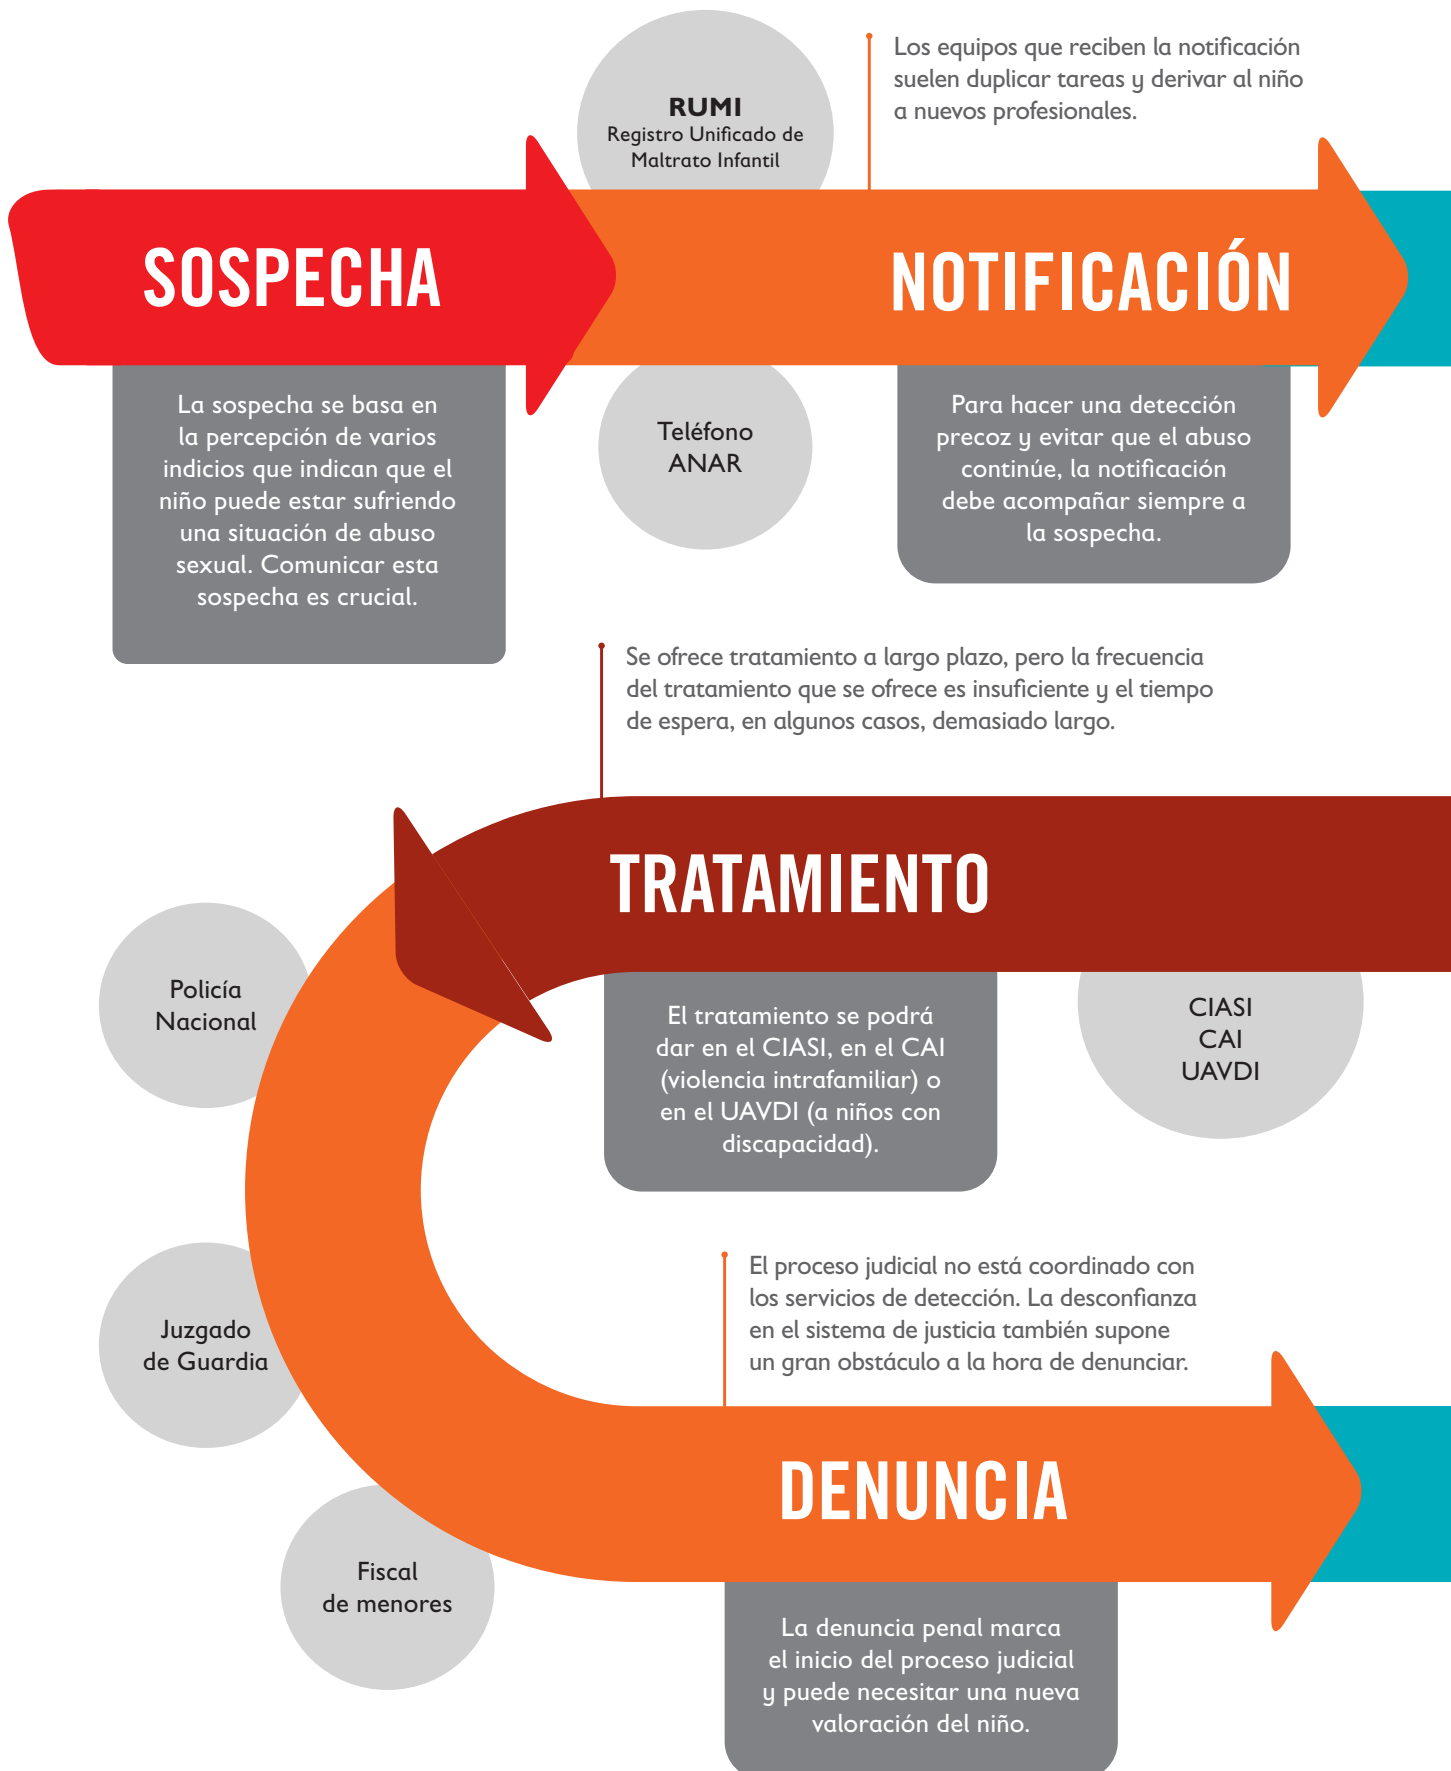 RUMI
Registro Unificado de
Maltrato Infantil
Los equipos que reciben la notificación
suelen duplicar tareas y derivar al niño
a nuevos profesionales.
SOSPECHA
NOTIFICACIÓN
La sospecha se basa en
la percepción de varios
indicios que indican que el
niño puede estar sufriendo
una situación de abuso
sexual. Comunicar esta
sospecha es crucial.
Teléfono
ANAR
Para hacer una detección
precoz y evitar que el abuso
continúe, la notificación
debe acompañar siempre a
la sospecha.
Se ofrece tratamiento a largo plazo, pero la frecuencia
del tratamiento que se ofrece es insuficiente y el tiempo
de espera, en algunos casos, demasiado largo.
TRATAMIENTO
El tratamiento se podrá
dar en el CIASI, en el CAI
(violencia intrafamiliar) o
en el UAVDI (a niños con
discapacidad).
CIASI
CAI
UAVDI
Policía
Nacional
Juzgado
de Guardia
Fiscal
de menores
El proceso judicial no está coordinado con
los servicios de detección. La desconfianza
en el sistema de justicia también supone
un gran obstáculo a la hora de denunciar.
DENUNCIA
La denuncia penal marca
el inicio del proceso judicial
y puede necesitar una nueva
valoración del niño.